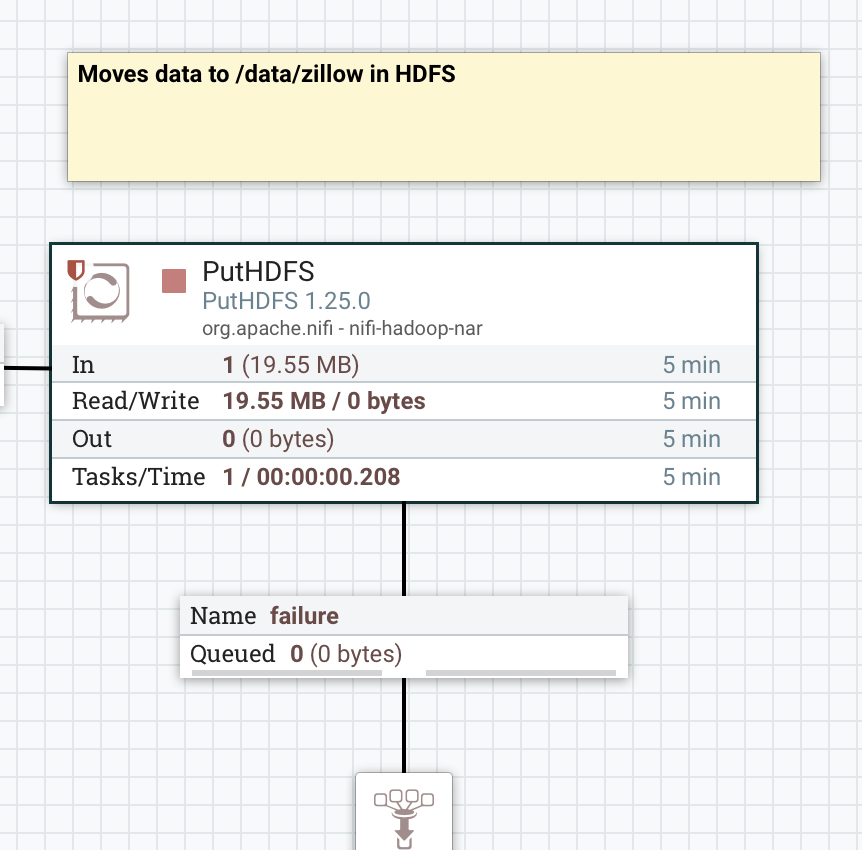 Moves data to /data/zillow in HDFS
PutHDFS
PutHDFS 1.25.0
org.apache.nifi - nifi-hadoop-nar
In 1 (19.55 MB) 5 min
Read/Write 19.55 MB / 0 bytes 5 min
Out 0 (0 bytes) 5 min
Tasks/Time 1 / 00:00:00.208 5 min
Name failure
Queued 0 (0 bytes)